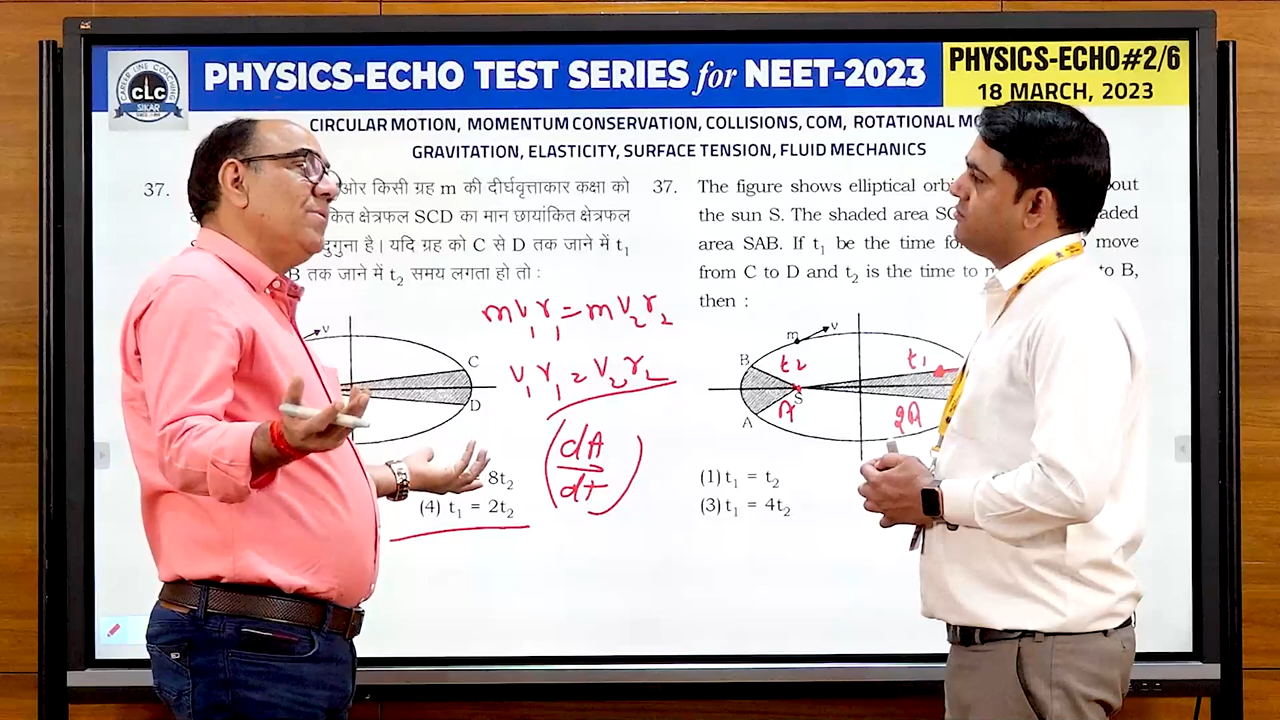 PHYSICS-ECHO TEST SERIES for NEET-2023
PHYSICS-ECHO#2/6
18 MARCH, 2023
CAREER LINE COACHING
CLC
SIKAR
CIRCULAR MOTION, MOMENTUM CONSERVATION, COLLISIONS, COM, ROTATIONAL
GRAVITATION, ELASTICITY, SURFACE TENSION, FLUID MECHANICS
37.
ओर किसी ग्रह m की दीर्घवृत्ताकार कक्षा को
क्षेत्रफल SCD का मान छायांकित क्षेत्रफल
दुगुना है। यदि ग्रह को C से D तक जाने में t₁
B तक जाने में t₂ समय लगता हो तो :
v
C
D
8t₂
(4) t₁ = 2t₂
mv₁r₁ = mv₂r₂
v₁r₁ = v₂r₂
(dA/dt)
37. The figure shows elliptical
the sun S. The shaded area
area SAB. If t₁ be the time
move
from C to D and t₂ is the time to
to B,
then :
m v
B t₂ t₁
S
A A 2A
(1) t₁ = t₂
(3) t₁ = 4t₂